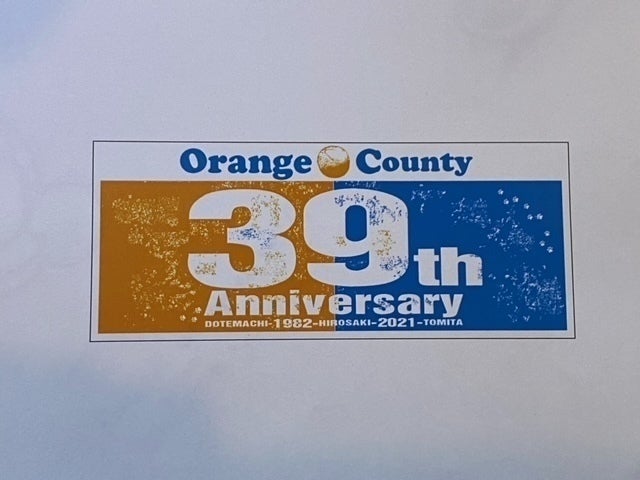 Orange County
39th
Anniversary
DOTEMACHI-1982-HIROSAKI-2021-TOMITA